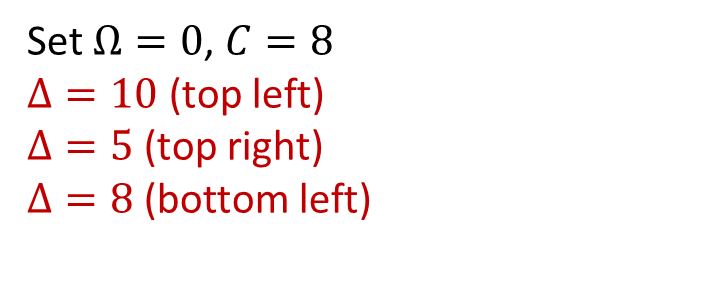 Set Ω = 0, C = 8
Δ = 10 (top left)
Δ = 5 (top right)
Δ = 8 (bottom left)